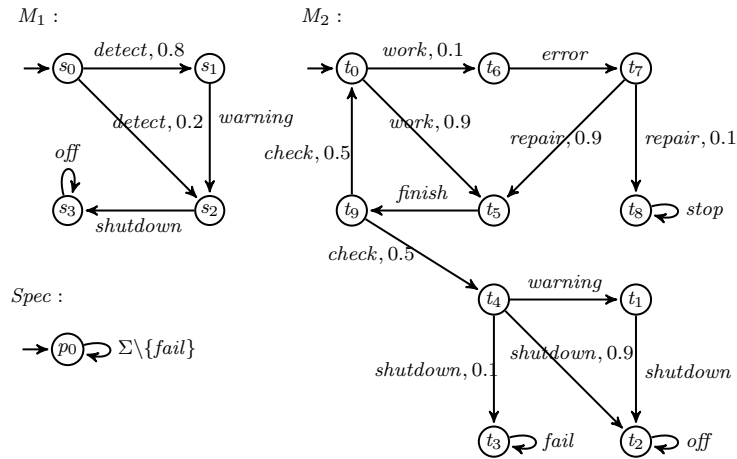 M₁ :
M₂ :
s₀
detect, 0.8
s₁
t₀
work, 0.1
t₆
error
t₇
detect, 0.2
warning
work, 0.9
repair, 0.9
repair, 0.1
off
check, 0.5
s₃
shutdown
s₂
t₉
finish
t₅
t₈
stop
check, 0.5
Spec :
t₄
warning
t₁
p₀
Σ\{fail}
shutdown, 0.1
shutdown, 0.9
shutdown
t₃
fail
t₂
off